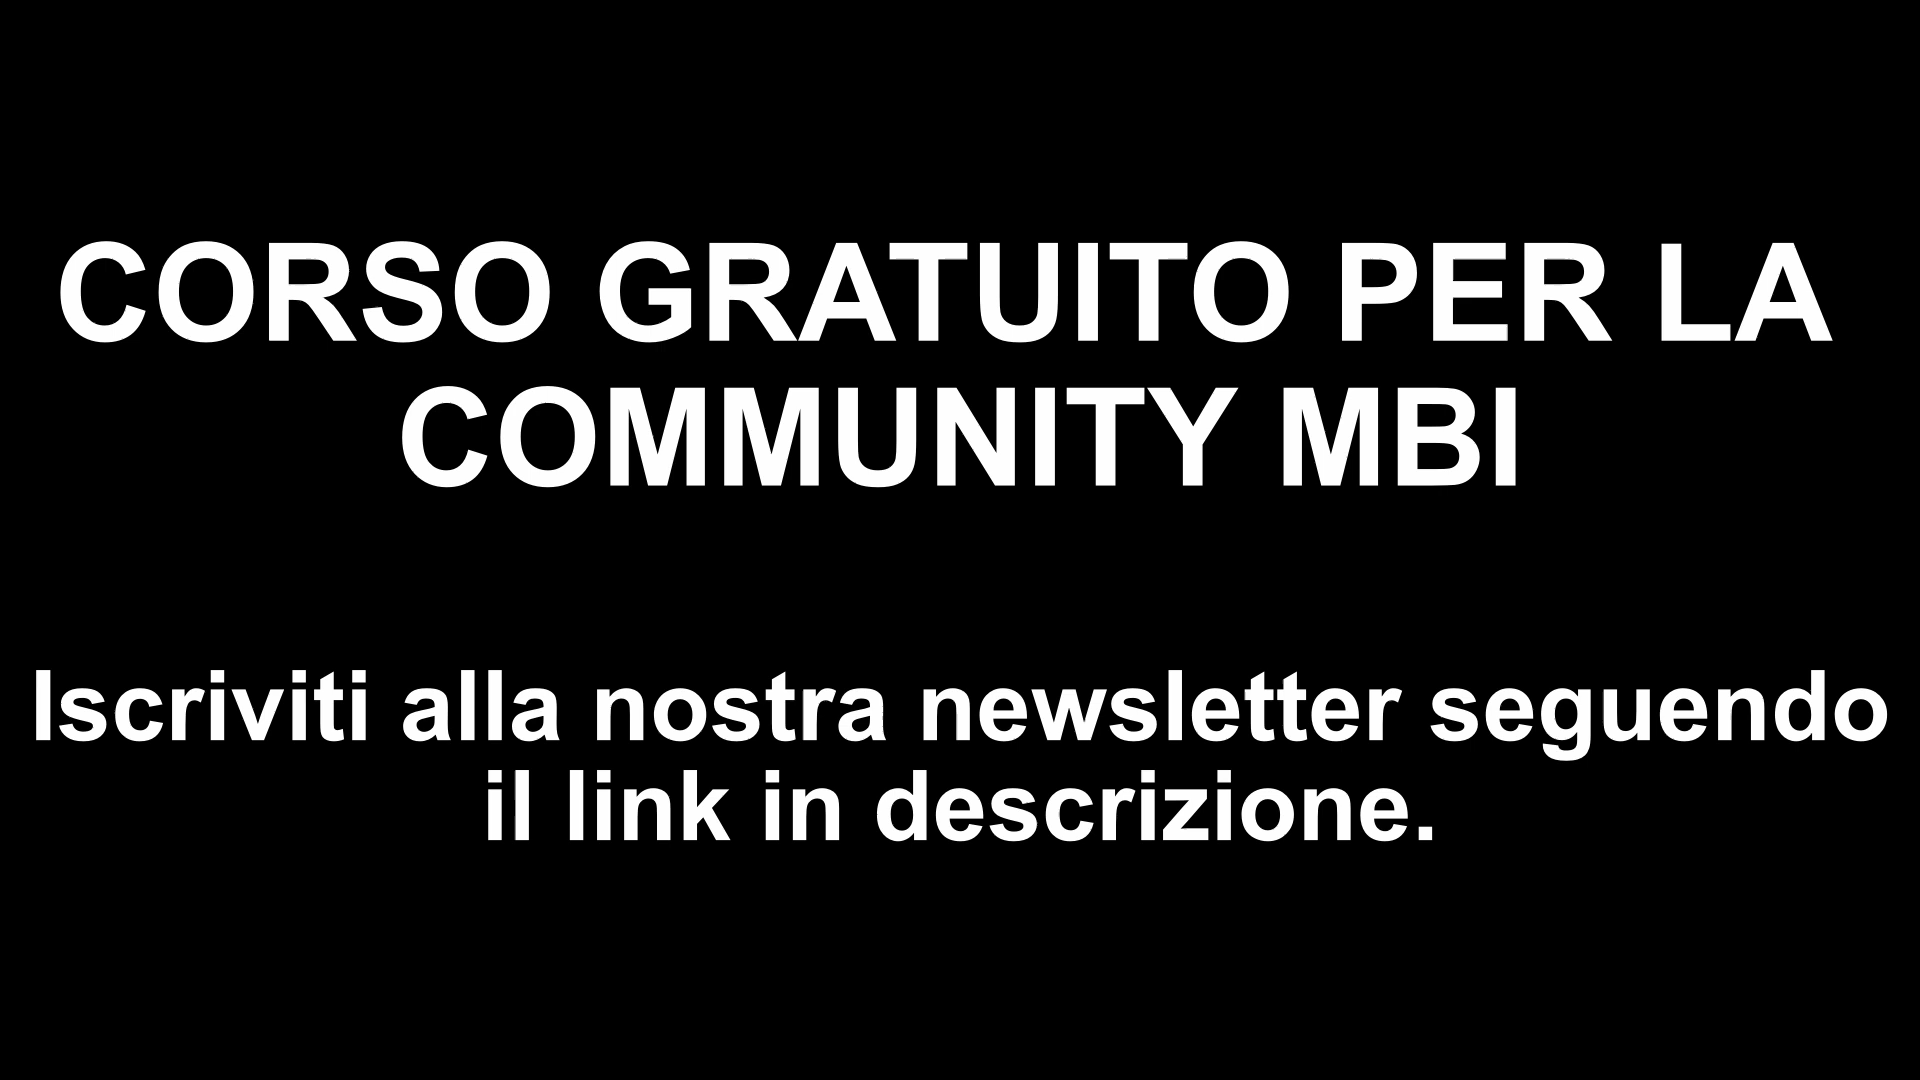 CORSO GRATUITO PER LA
COMMUNITY MBI
Iscriviti alla nostra newsletter seguendo
il link in descrizione.